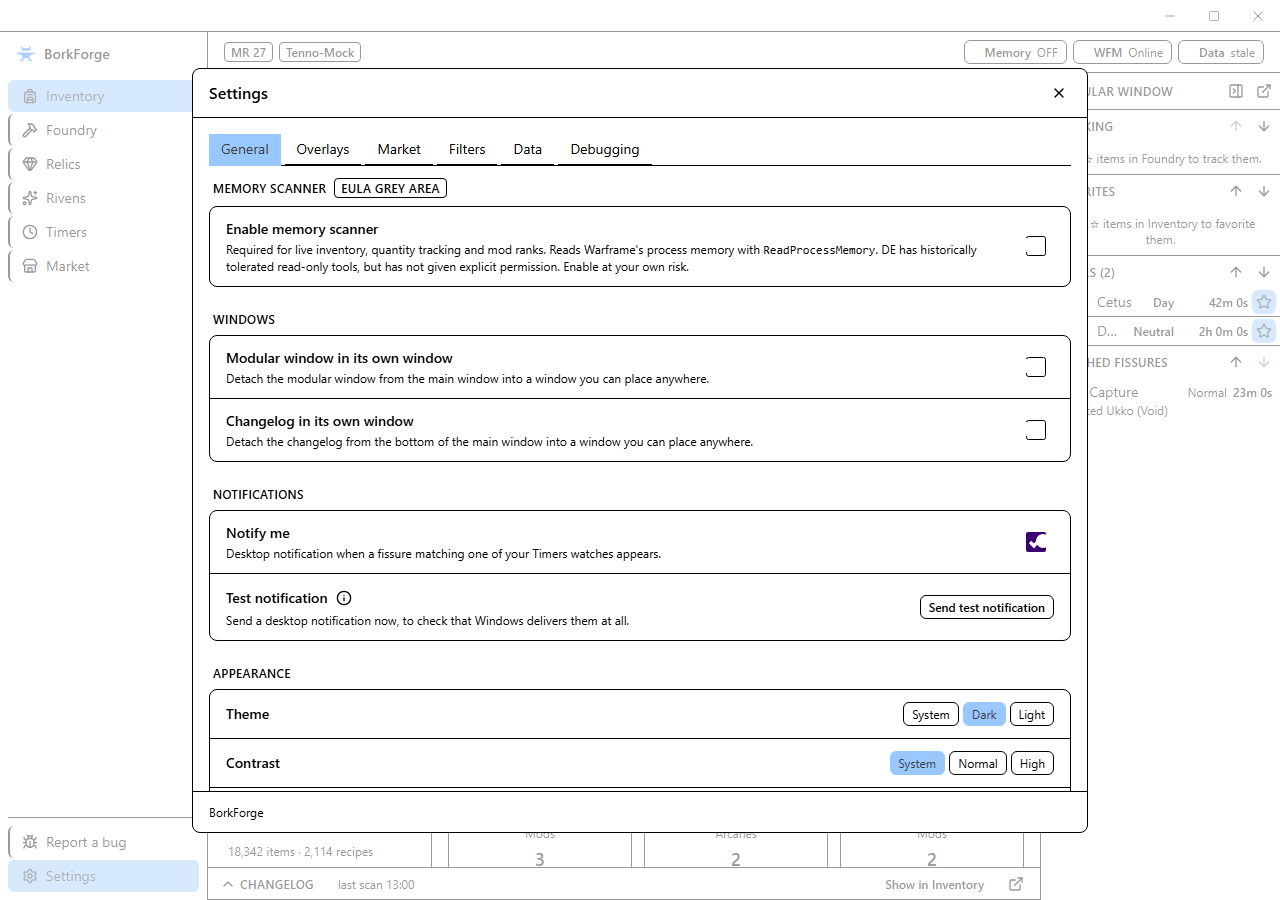 BorkForge
MR 27
Tenno-Mock
Memory OFF
WFM Online
Data stale
Inventory
Foundry
Relics
Rivens
Timers
Market
Report a bug
Settings
Settings
General
Overlays
Market
Filters
Data
Debugging
MEMORY SCANNER
EULA GREY AREA
Enable memory scanner
Required for live inventory, quantity tracking and mod ranks. Reads Warframe's process memory with ReadProcessMemory. DE has historically
tolerated read-only tools, but has not given explicit permission. Enable at your own risk.
WINDOWS
Modular window in its own window
Detach the modular window from the main window into a window you can place anywhere.
Changelog in its own window
Detach the changelog from the bottom of the main window into a window you can place anywhere.
NOTIFICATIONS
Notify me
Desktop notification when a fissure matching one of your Timers watches appears.
Test notification
Send a desktop notification now, to check that Windows delivers them at all.
Send test notification
APPEARANCE
Theme
System
Dark
Light
Contrast
System
Normal
High
BorkForge
WINDOW
☆ items in Foundry to track them.
☆ items in Inventory to favorite
them.
(2)
Cetus Day 42m 0s
D... Neutral 2h 0m 0s
FISSURES
Capture Normal 23m 0s
Ukko (Void)
18,342 items · 2,114 recipes
Mods
3
Arcanes
2
Mods
2
CHANGELOG
last scan 13:00
Show in Inventory